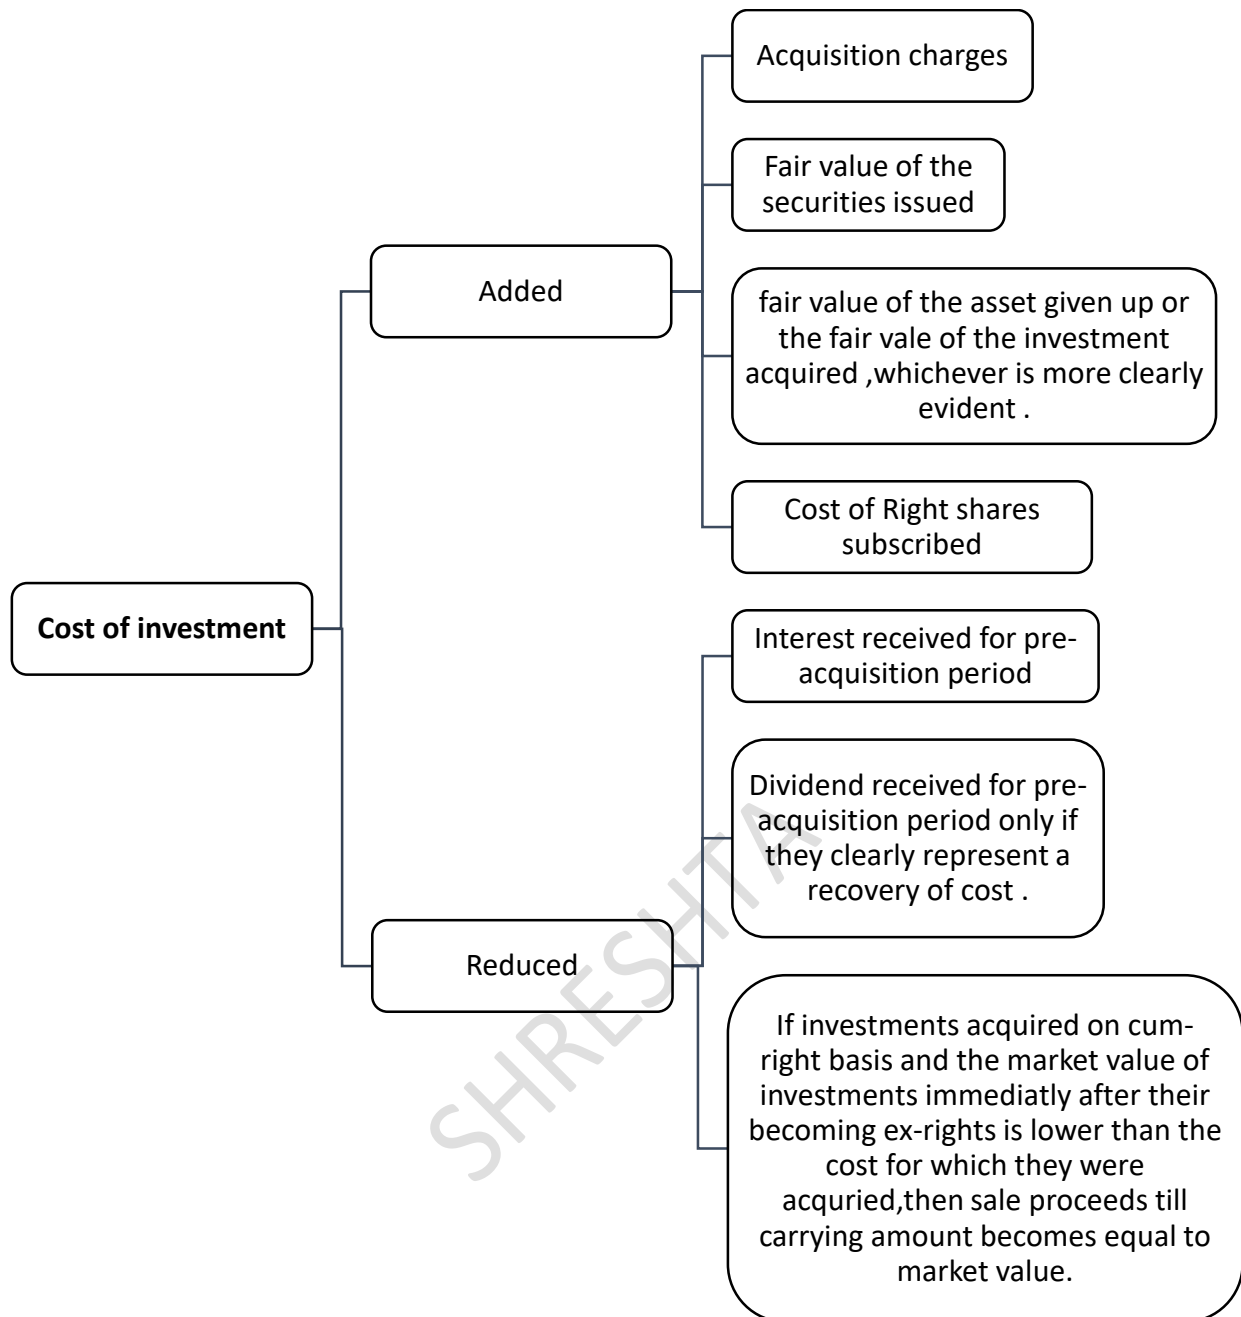 Acquisition charges
Fair value of the
securities issued
Added
fair value of the asset given up or
the fair vale of the investment
acquired ,whichever is more clearly
evident .
Cost of Right shares
subscribed
Cost of investment
Interest received for pre-
acquisition period
Dividend received for pre-
acquisition period only if
they clearly represent a
recovery of cost .
Reduced
If investments acquired on cum-
right basis and the market value of
investments immediatly after their
becoming ex-rights is lower than the
cost for which they were
acquried,then sale proceeds till
carrying amount becomes equal to
market value.
SHRESHTA